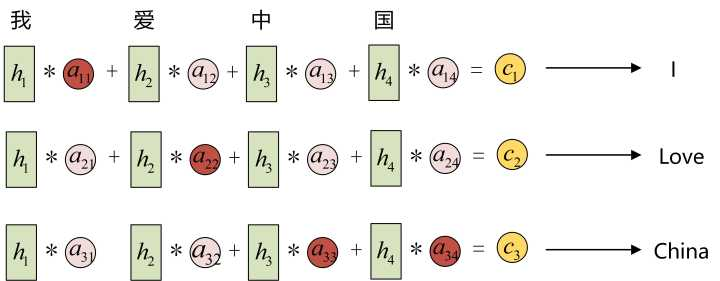 我 爱 中 国
h₁ * a₁₁ + h₂ * a₁₂ + h₃ * a₁₃ + h₄ * a₁₄ = c₁ I
h₁ * a₂₁ + h₂ * a₂₂ + h₃ * a₂₃ + h₄ * a₂₄ = c₂ Love
h₁ * a₃₁ h₂ * a₃₂ + h₃ * a₃₃ + h₄ * a₃₄ = c₃ China